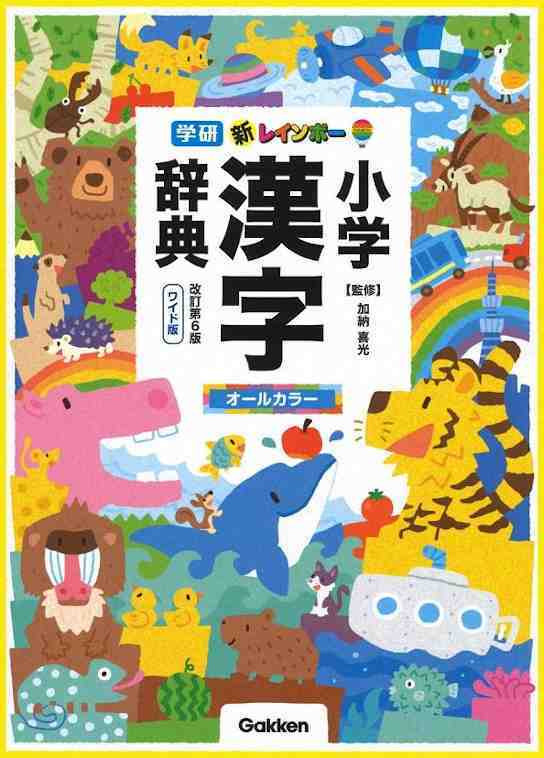 学研
新レインボー
小学
漢字
辞典
【監修】加納 喜光
改訂第6版
ワイド版
オールカラー
Gakken